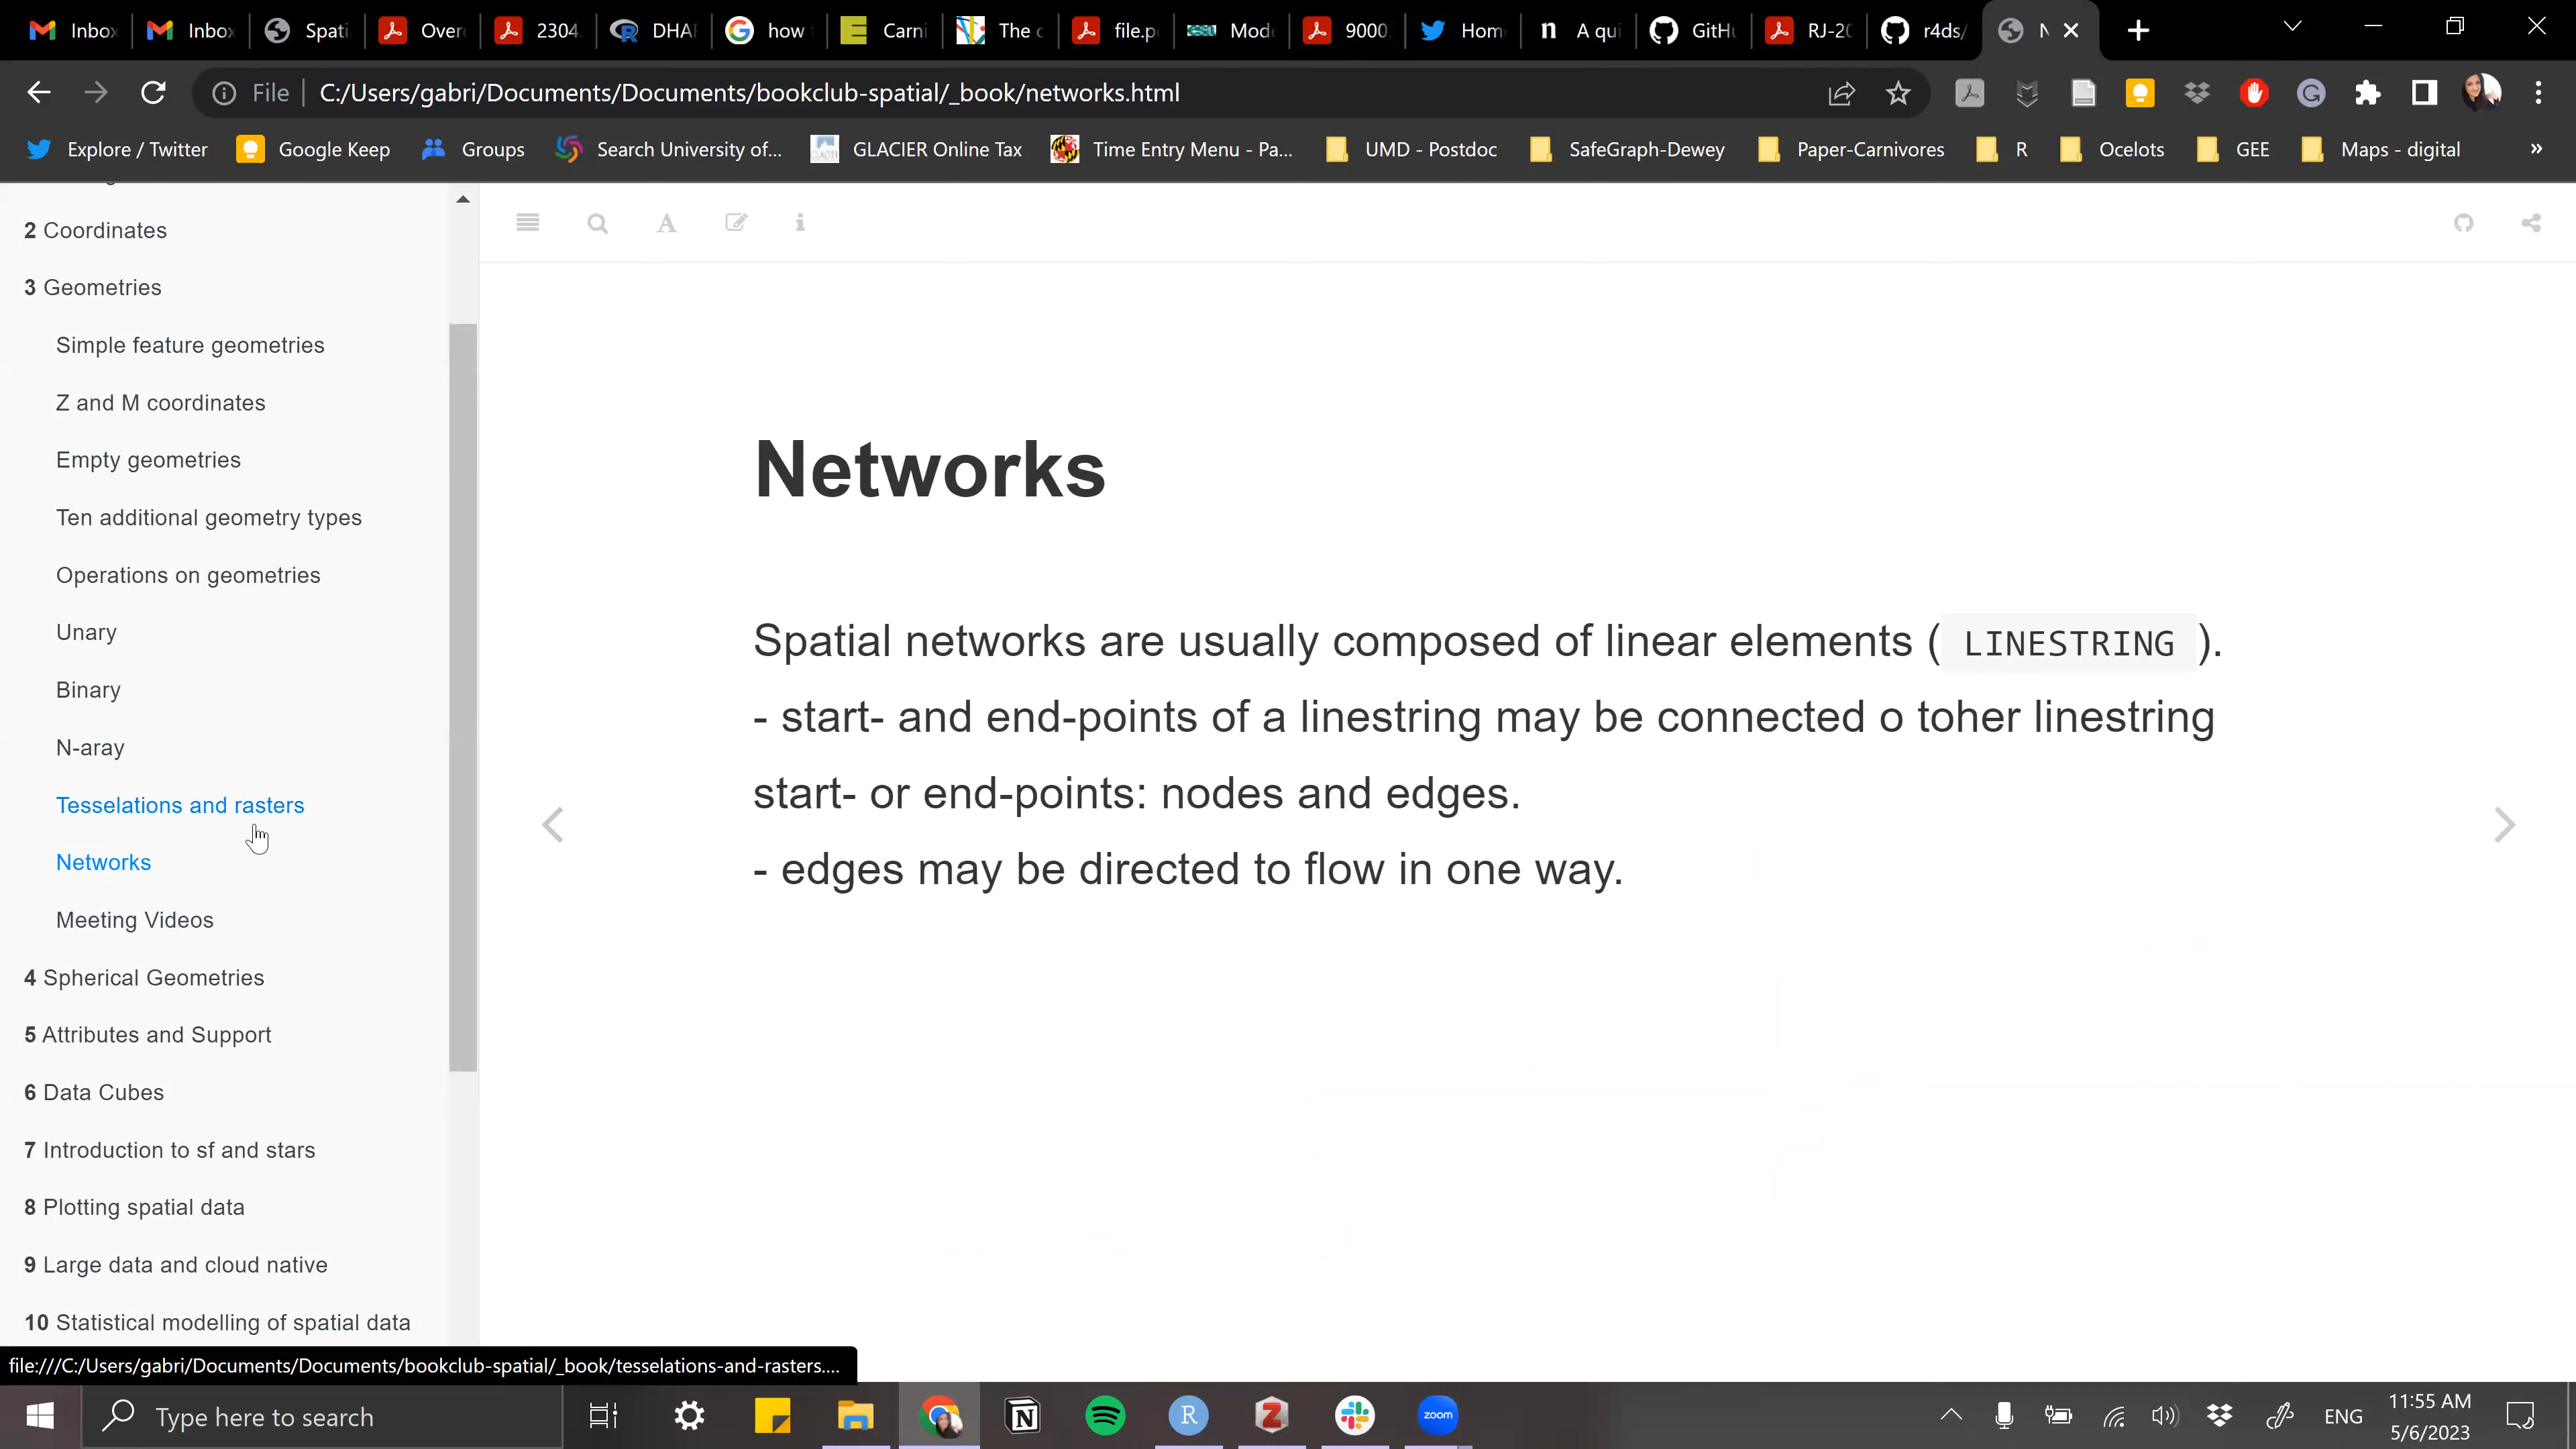 Inbox
Inbox
Spati
Over
2304.
DHAF
how
Carni
The c
file.p
Mod
9000
Hom
A qui
GitHu
RJ-20
r4ds/
N
File
C:/Users/gabri/Documents/Documents/bookclub-spatial/_book/networks.html
Explore / Twitter
Google Keep
Groups
Search University of...
GLACIER Online Tax
Time Entry Menu - Pa...
UMD - Postdoc
SafeGraph-Dewey
Paper-Carnivores
R
Ocelots
GEE
Maps - digital
»
2 Coordinates
3 Geometries
Simple feature geometries
Z and M coordinates
Empty geometries
Ten additional geometry types
Operations on geometries
Unary
Binary
N-aray
Tesselations and rasters
Networks
Meeting Videos
4 Spherical Geometries
5 Attributes and Support
6 Data Cubes
7 Introduction to sf and stars
8 Plotting spatial data
9 Large data and cloud native
10 Statistical modelling of spatial data
Networks
Spatial networks are usually composed of linear elements ( LINESTRING ).
- start- and end-points of a linestring may be connected o toher linestring
start- or end-points: nodes and edges.
- edges may be directed to flow in one way.
file:///C:/Users/gabri/Documents/Documents/bookclub-spatial/_book/tesselations-and-rasters....
Type here to search
zoom
ENG
11:55 AM
5/6/2023